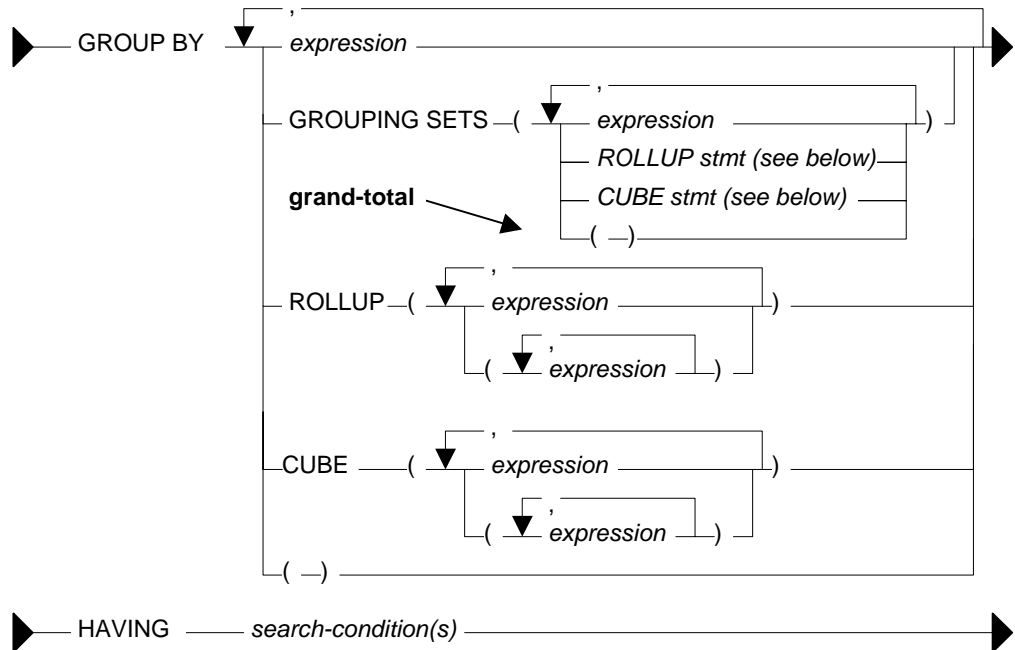 ,
GROUP BY expression
,
GROUPING SETS ( expression )
ROLLUP stmt (see below)
grand-total CUBE stmt (see below)
( )
,
ROLLUP ( expression )
,
( expression )
,
CUBE ( expression )
,
( expression )
( )
HAVING search-condition(s)